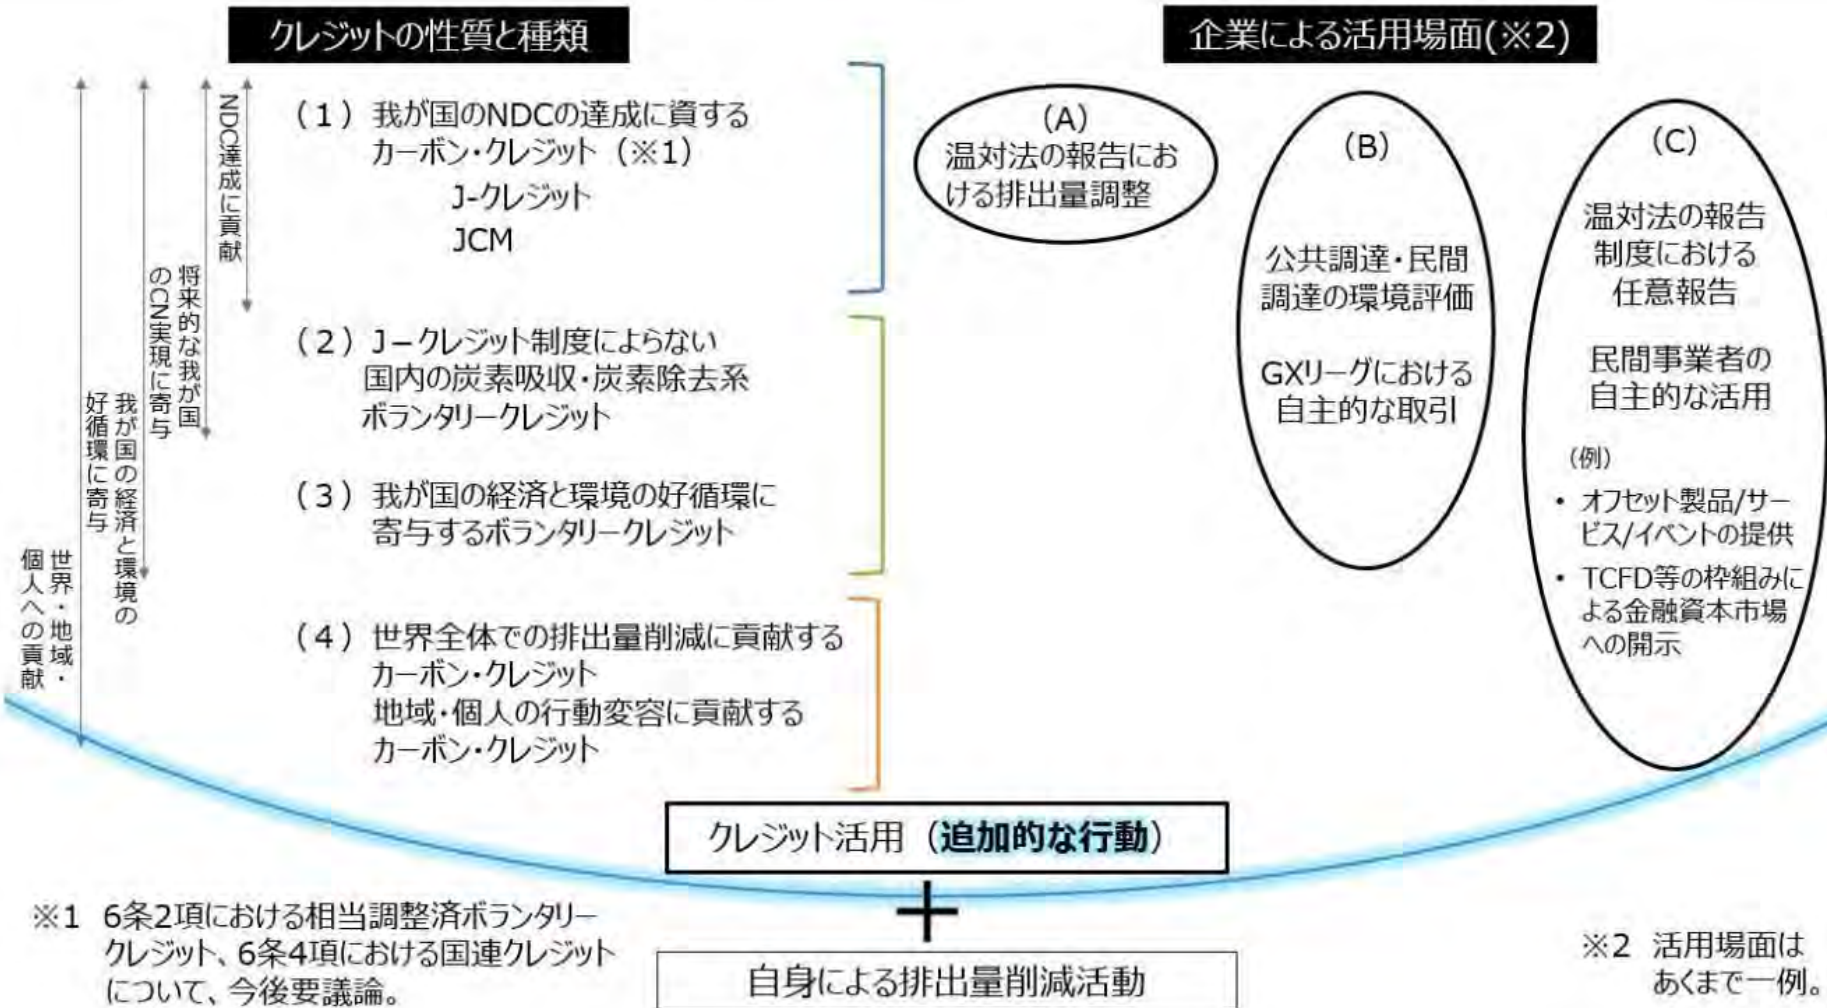 クレジットの性質と種類
企業による活用場面(※2)
NDC達成に貢献
将来的な我が国
のCN実現に寄与
我が国の経済と環境の
好循環に寄与
世界・地域・
個人への貢献
(1) 我が国のNDCの達成に資する
カーボン・クレジット (※1)
J-クレジット
JCM
(2) J-クレジット制度によらない
国内の炭素吸収・炭素除去系
ボランタリークレジット
(3) 我が国の経済と環境の好循環に
寄与するボランタリークレジット
(4) 世界全体での排出量削減に貢献する
カーボン・クレジット
地域・個人の行動変容に貢献する
カーボン・クレジット
(A)
温対法の報告にお
ける排出量調整
(B)
公共調達・民間
調達の環境評価
GXリーグにおける
自主的な取引
(C)
温対法の報告
制度における
任意報告
民間事業者の
自主的な活用
(例)
・ オフセット製品/サー
ビス/イベントの提供
・ TCFD等の枠組みに
よる金融資本市場
への開示
クレジット活用 (追加的な行動)
+
自身による排出量削減活動
※1 6条2項における相当調整済ボランタリー
クレジット、6条4項における国連クレジット
について、今後要議論。
※2 活用場面は
あくまで一例。